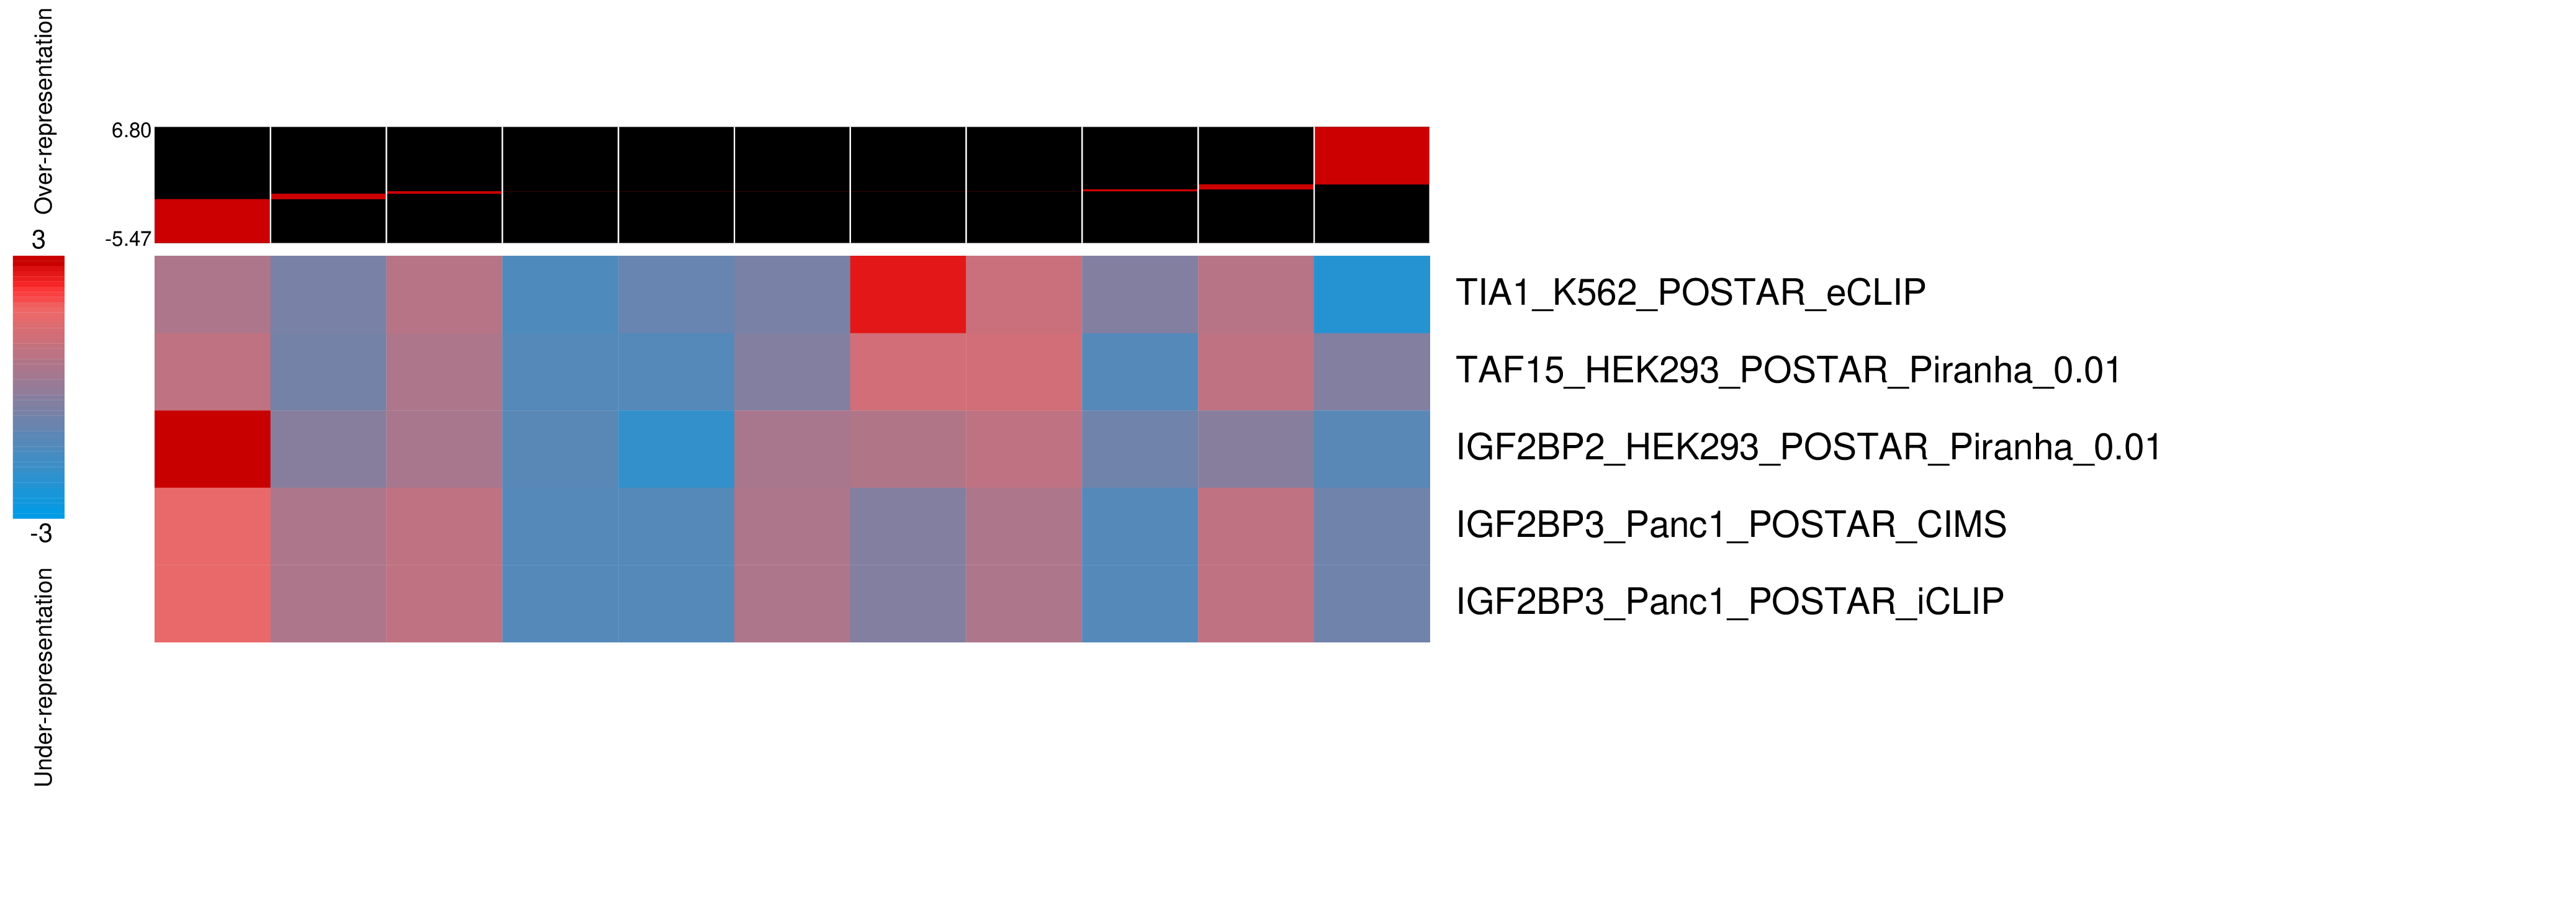 Over-representation
3
-3
Under-representation
6.80
-5.47
TIA1_K562_POSTAR_eCLIP
TAF15_HEK293_POSTAR_Piranha_0.01
IGF2BP2_HEK293_POSTAR_Piranha_0.01
IGF2BP3_Panc1_POSTAR_CIMS
IGF2BP3_Panc1_POSTAR_iCLIP